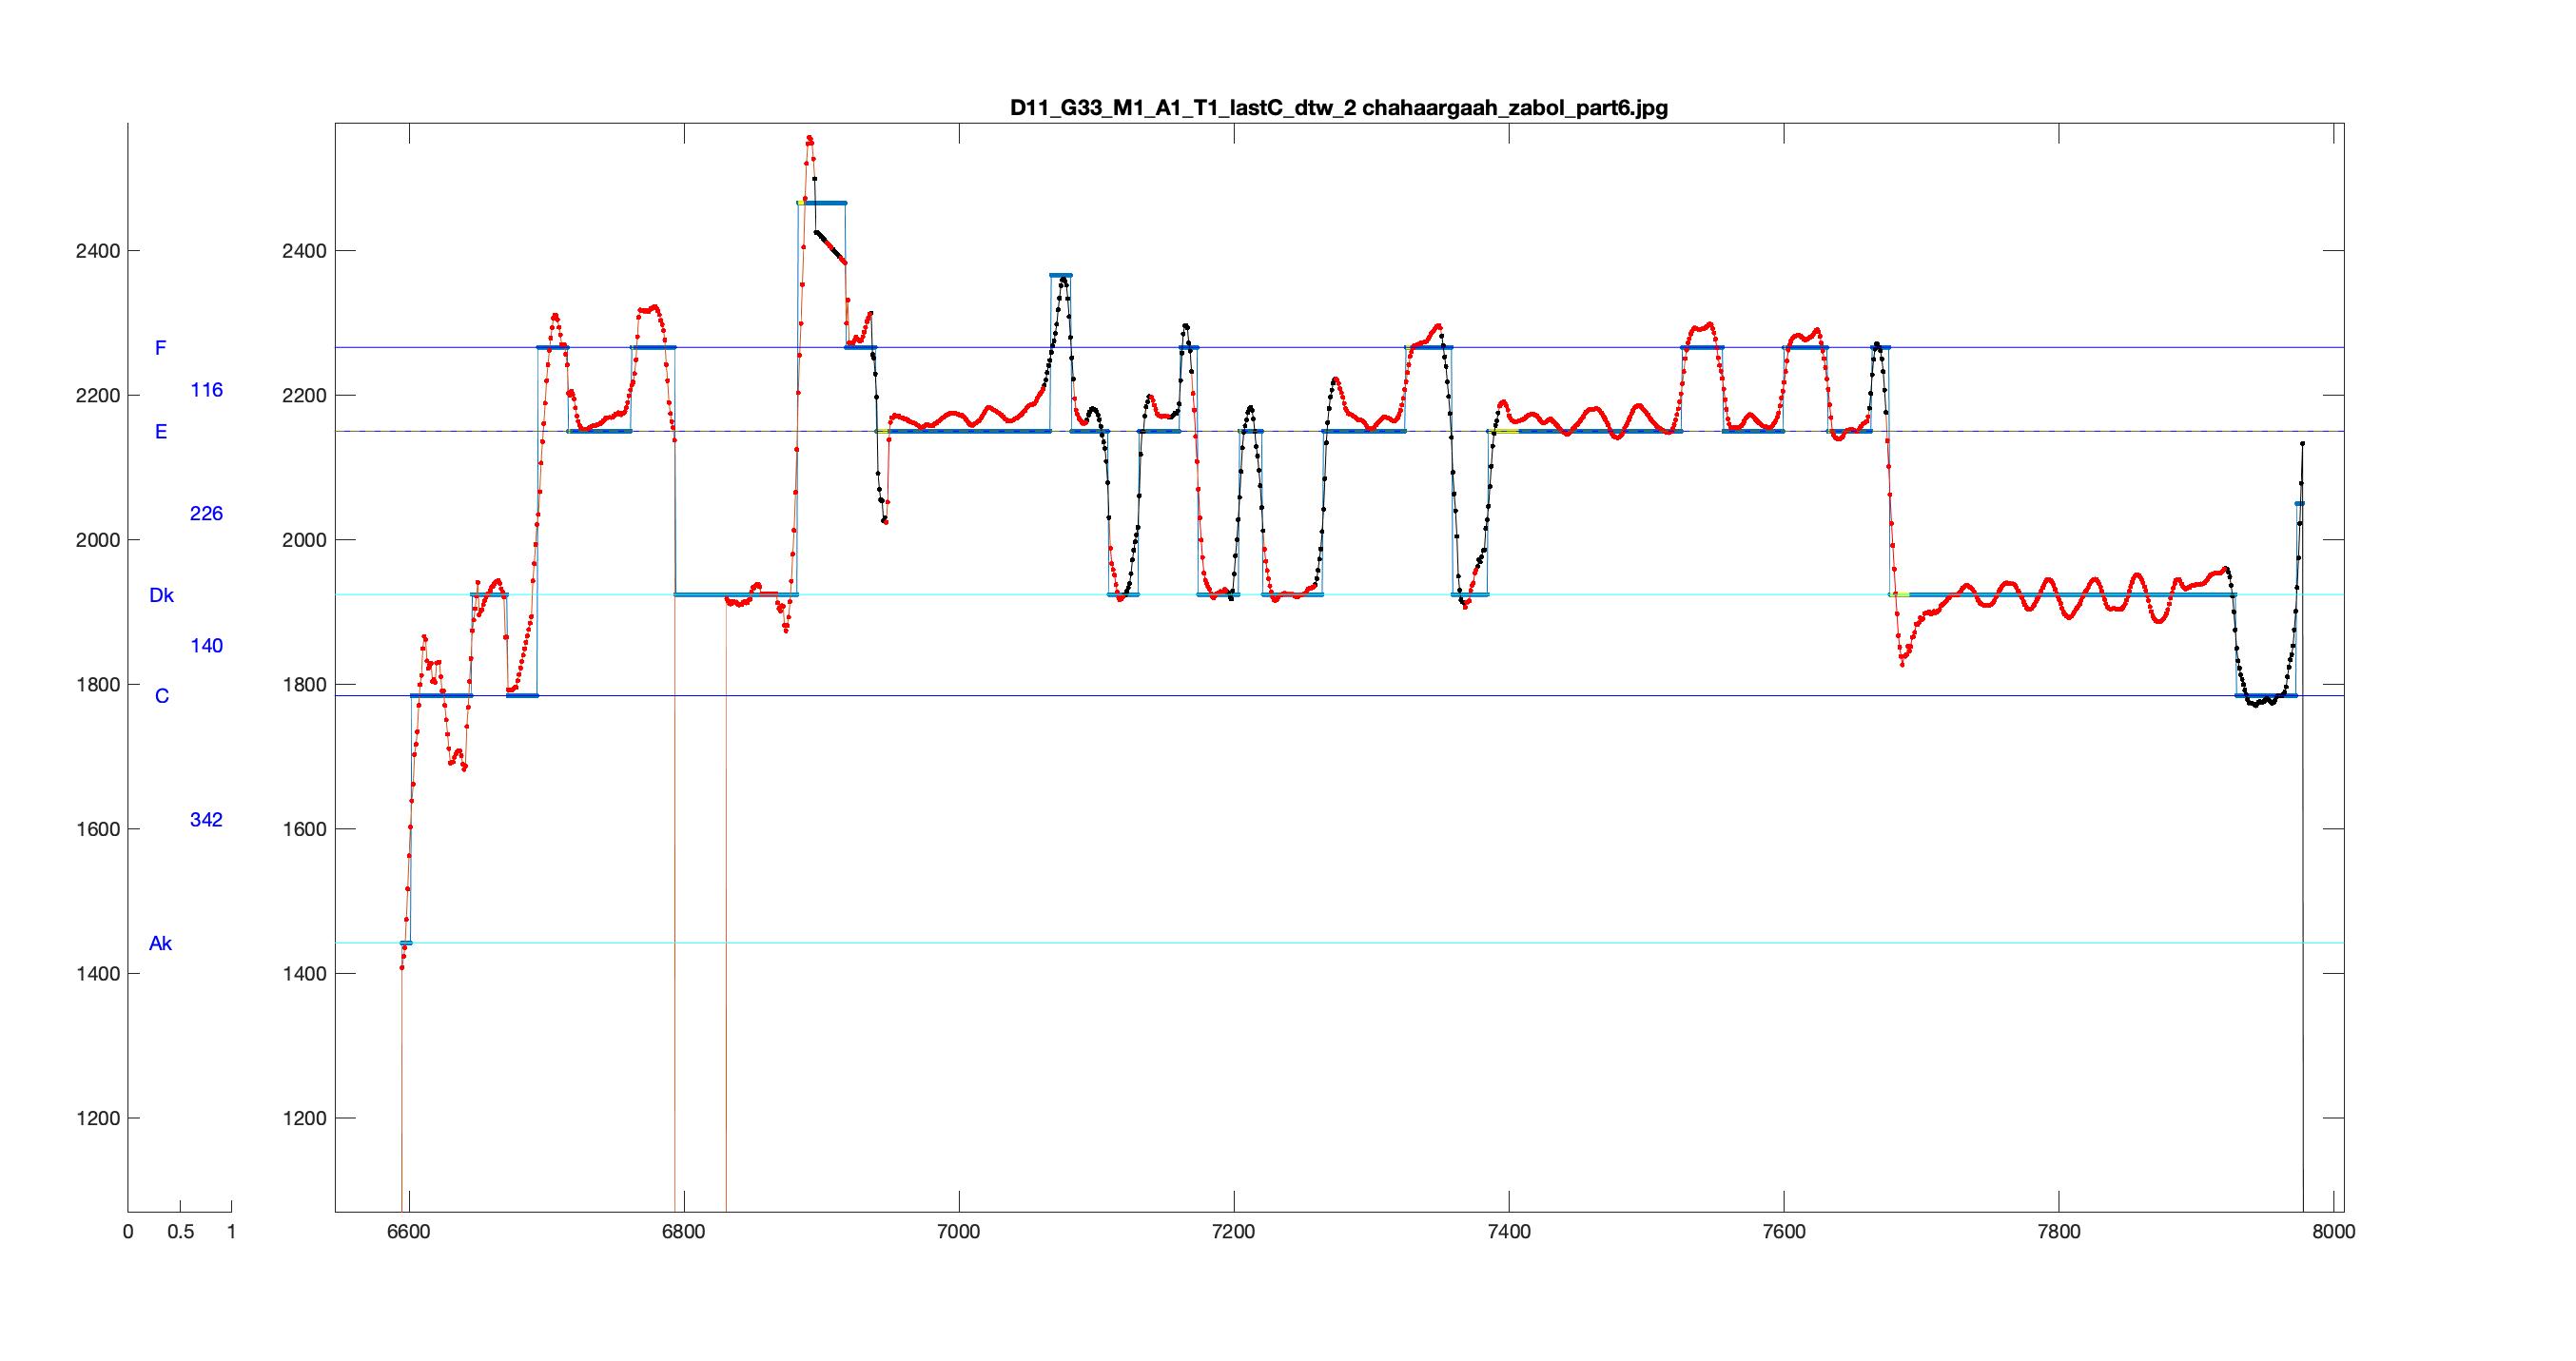 D11_G33_M1_A1_T1_lastC_dtw_2 chahaargaah_zabol_part6.jpg
2400 2400
F
116
2200 2200
E
226
2000 2000
Dk
140
1800 C 1800
342
1600 1600
Ak
1400 1400
1200 1200
0 0.5 1 6600 6800 7000 7200 7400 7600 7800 8000